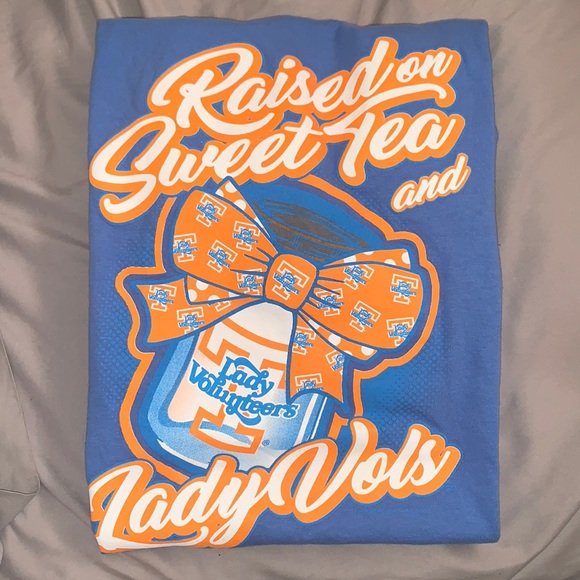 Raised on
Sweet Tea
and
Lady
Volunteers
Lady Vols